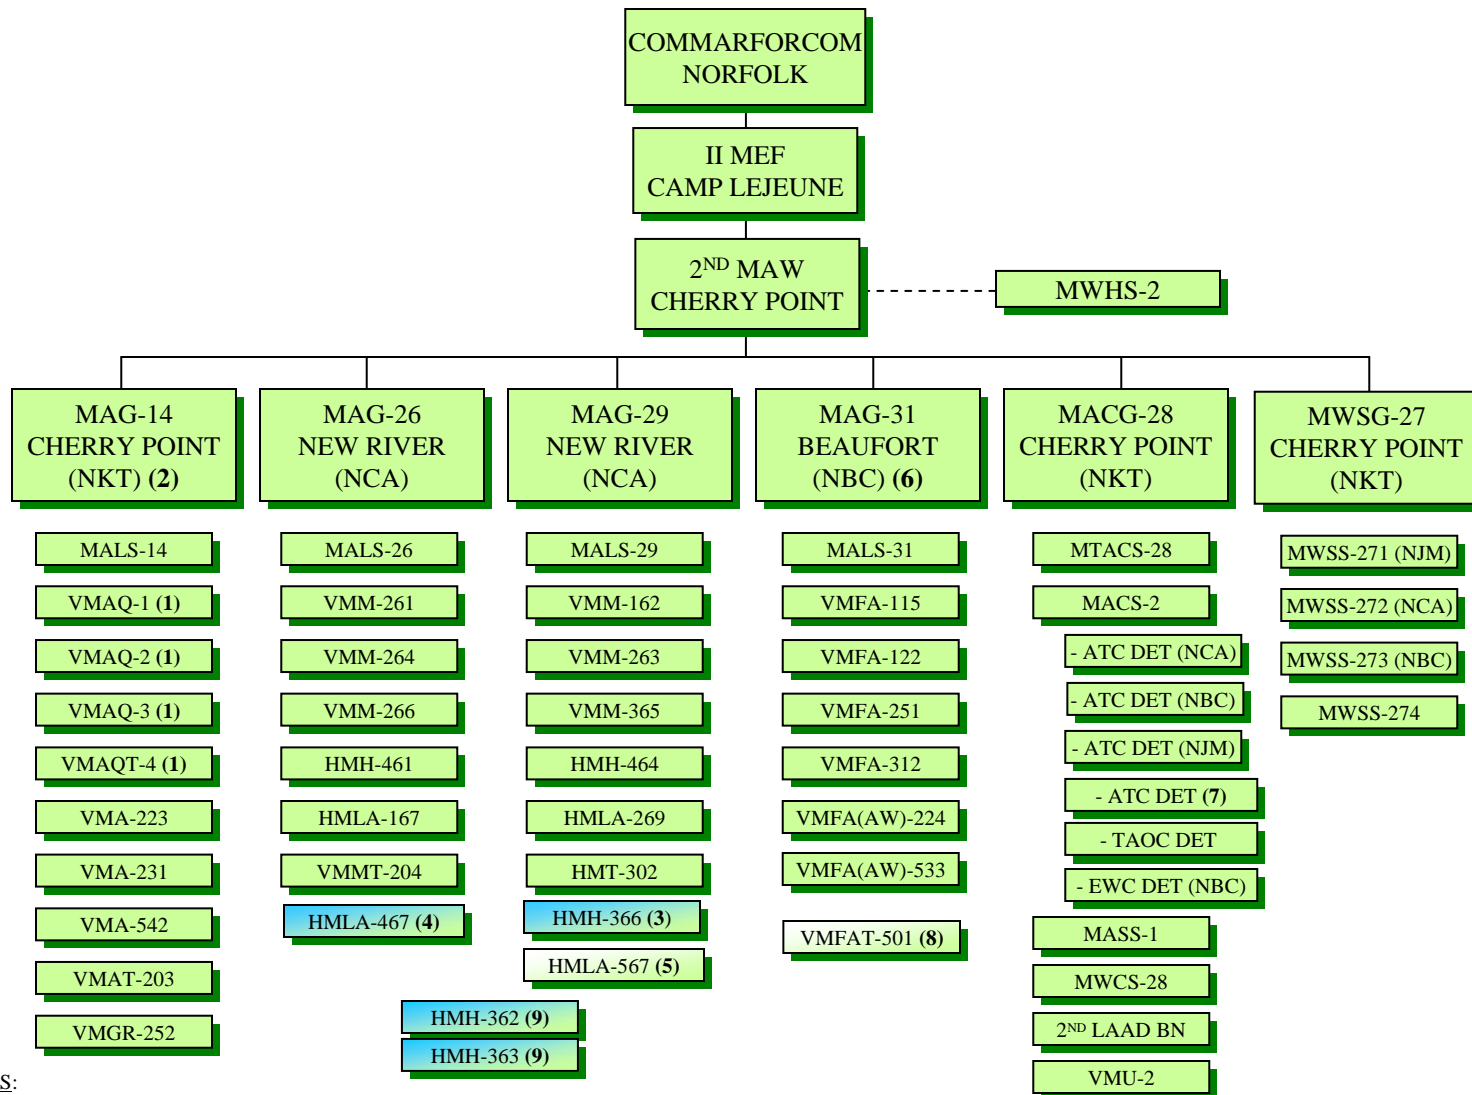 COMMARFORCOM
NORFOLK
II MEF
CAMP LEJEUNE
2ND MAW
CHERRY POINT
MWHS-2
MAG-14
CHERRY POINT
(NKT) (2)
MAG-26
NEW RIVER
(NCA)
MAG-29
NEW RIVER
(NCA)
MAG-31
BEAUFORT
(NBC) (6)
MACG-28
CHERRY POINT
(NKT)
MWSG-27
CHERRY POINT
(NKT)
MALS-14
VMAQ-1 (1)
VMAQ-2 (1)
VMAQ-3 (1)
VMAQT-4 (1)
VMA-223
VMA-231
VMA-542
VMAT-203
VMGR-252
MALS-26
VMM-261
VMM-264
VMM-266
HMH-461
HMLA-167
VMMT-204
HMLA-467 (4)
MALS-29
VMM-162
VMM-263
VMM-365
HMH-464
HMLA-269
HMT-302
HMH-366 (3)
HMLA-567 (5)
HMH-362 (9)
HMH-363 (9)
MALS-31
VMFA-115
VMFA-122
VMFA-251
VMFA-312
VMFA(AW)-224
VMFA(AW)-533
VMFAT-501 (8)
MTACS-28
MACS-2
- ATC DET (NCA)
- ATC DET (NBC)
- ATC DET (NJM)
- ATC DET (7)
- TAOC DET
- EWC DET (NBC)
MASS-1
MWCS-28
2ND LAAD BN
VMU-2
MWSS-271 (NJM)
MWSS-272 (NCA)
MWSS-273 (NBC)
MWSS-274
S: